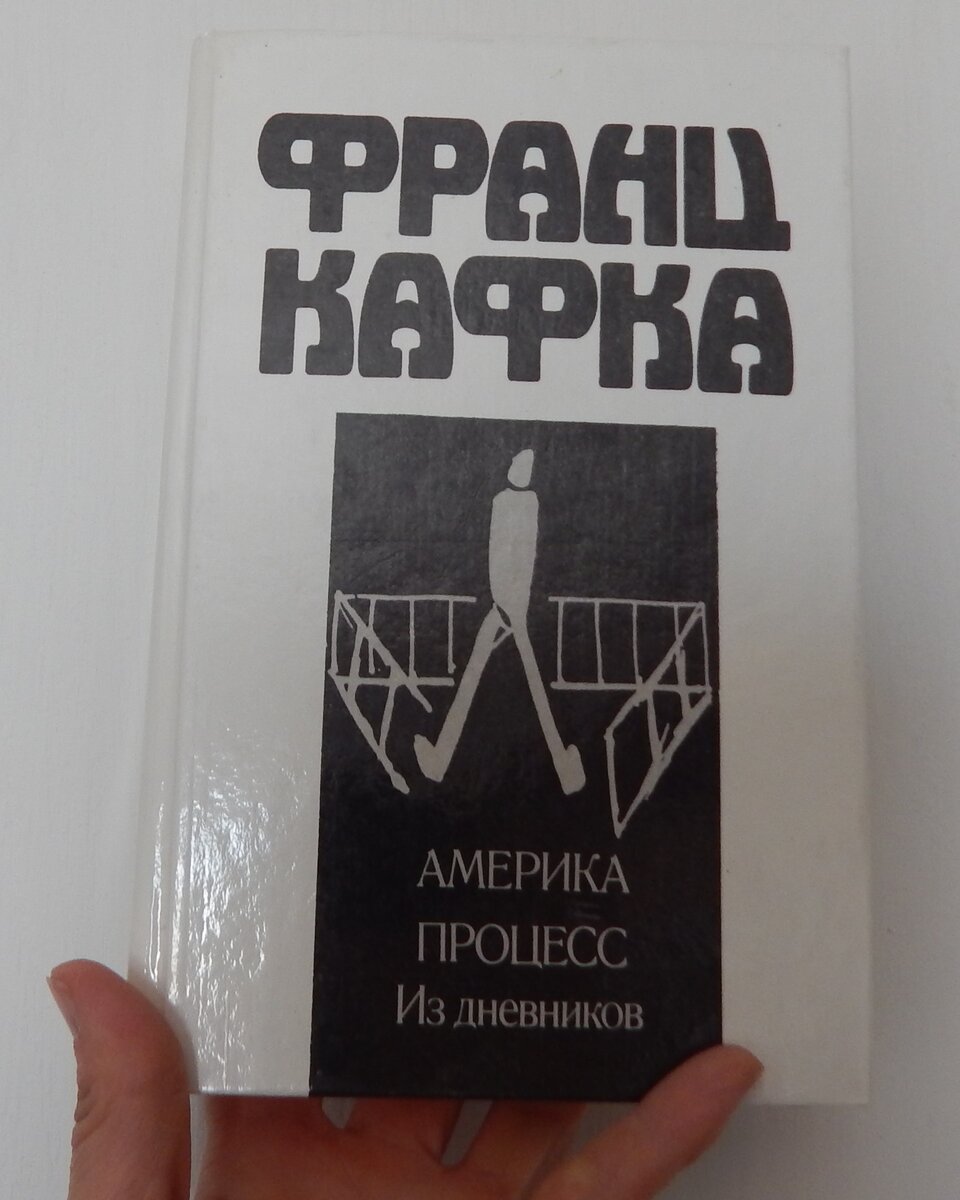 ФРАНЦ
КАФКА
АМЕРИКА
ПРОЦЕСС
Из дневников